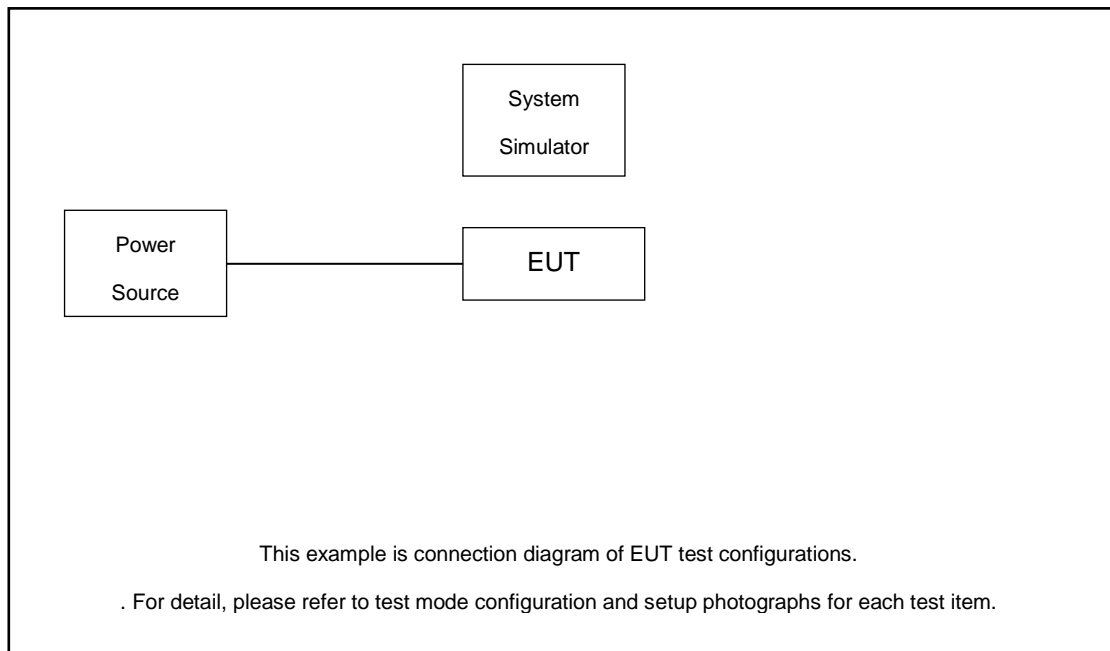 System
Simulator
Power
Source
EUT
This example is connection diagram of EUT test configurations.
. For detail, please refer to test mode configuration and setup photographs for each test item.